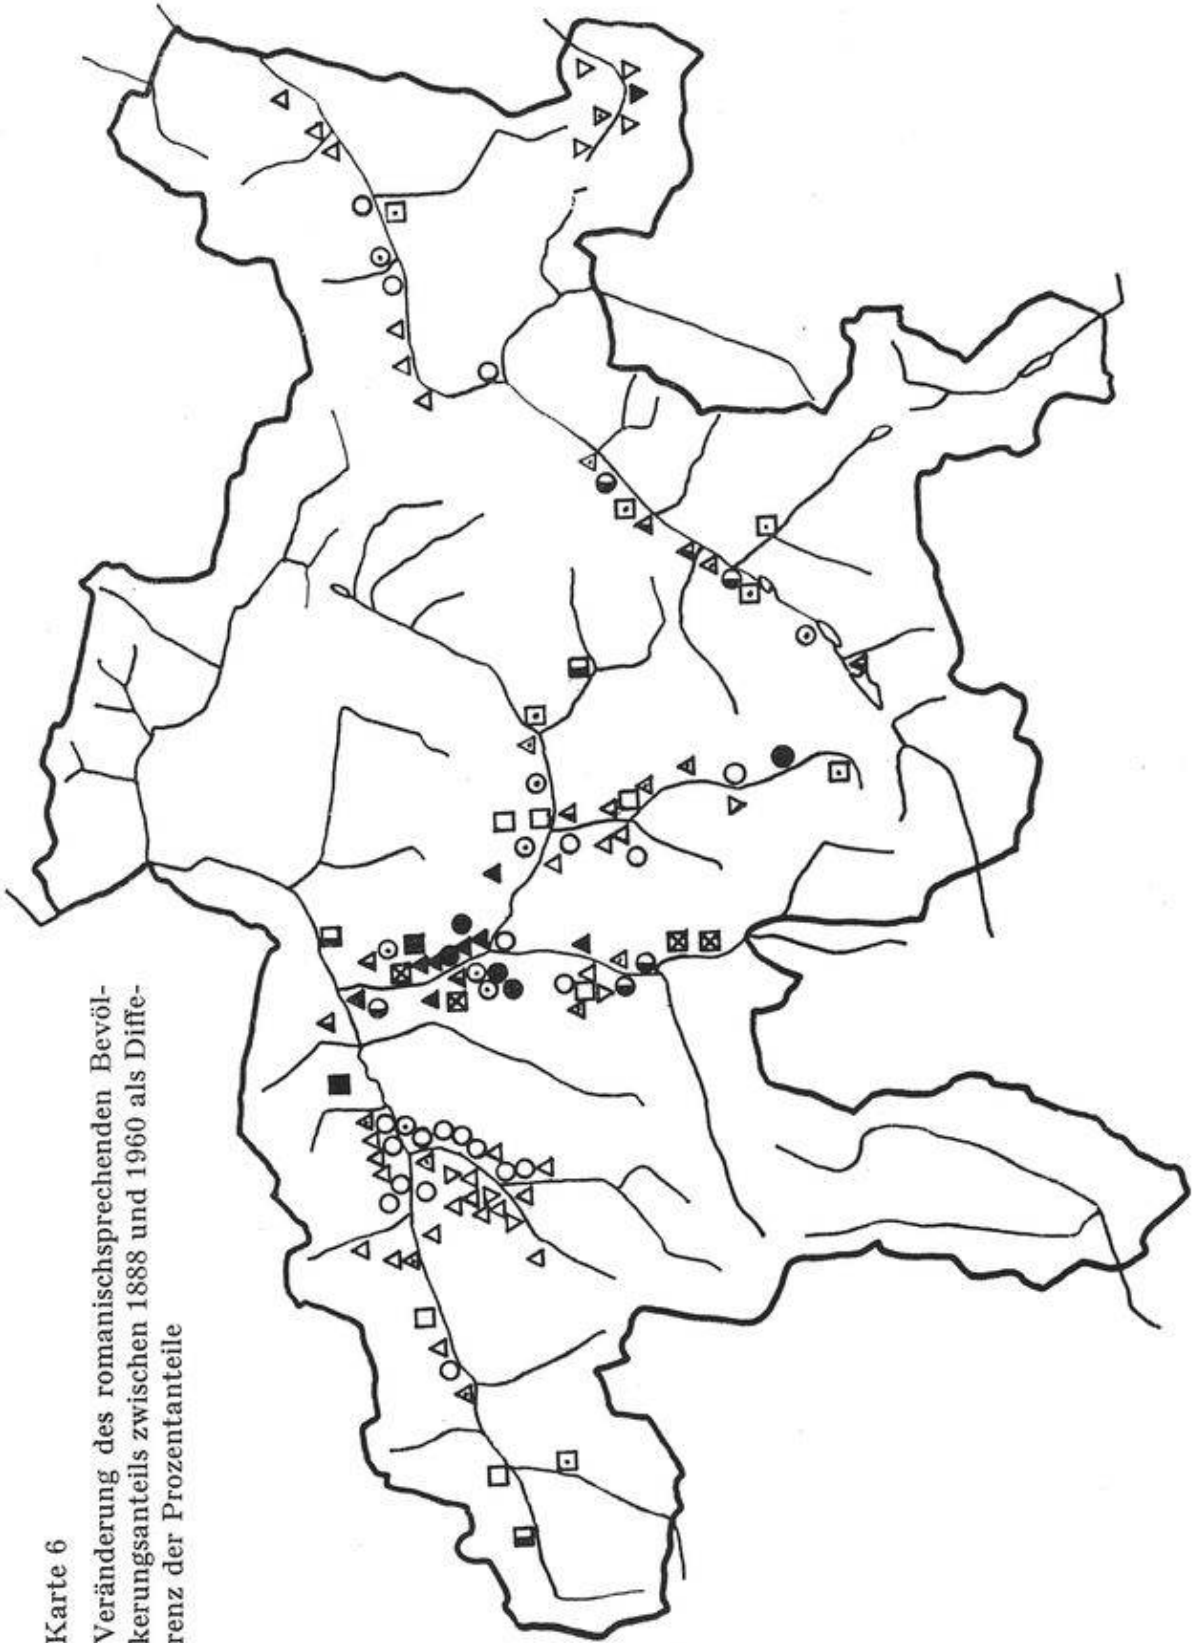 Karte 6
Veränderung des romanischsprechenden Bevöl-
kerungsanteils zwischen 1888 und 1960 als Diffe-
renz der Prozentanteile